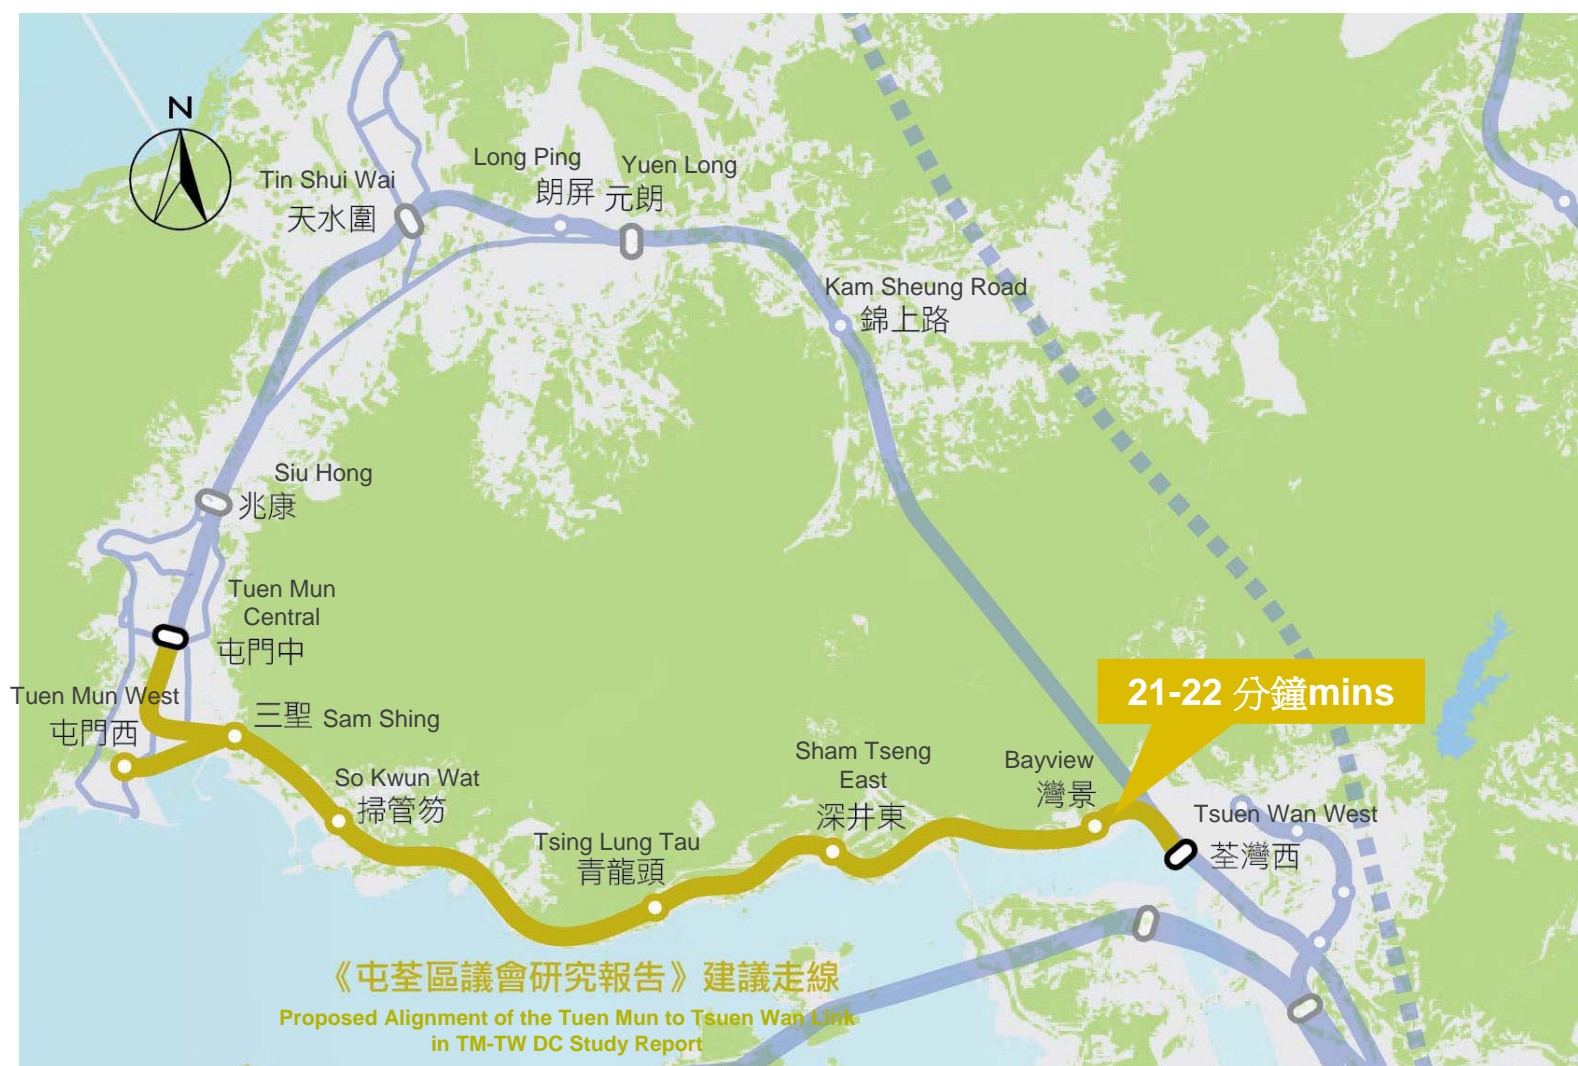 N
Long Ping
朗屏
Yuen Long
元朗
Tin Shui Wai
天水圍
Kam Sheung Road
錦上路
Siu Hong
兆康
Tuen Mun
Central
屯門中
Tuen Mun West
屯門西
三聖 Sam Shing
So Kwun Wat
掃管笏
Tsing Lung Tau
青龍頭
Sham Tseng
East
深井東
Bayview
灣景
21-22 分鐘mins
Tsuen Wan West
荃灣西
《屯荃區議會研究報告》建議走線
Proposed Alignment of the Tuen Mun to Tsuen Wan Link
in TM-TW DC Study Report